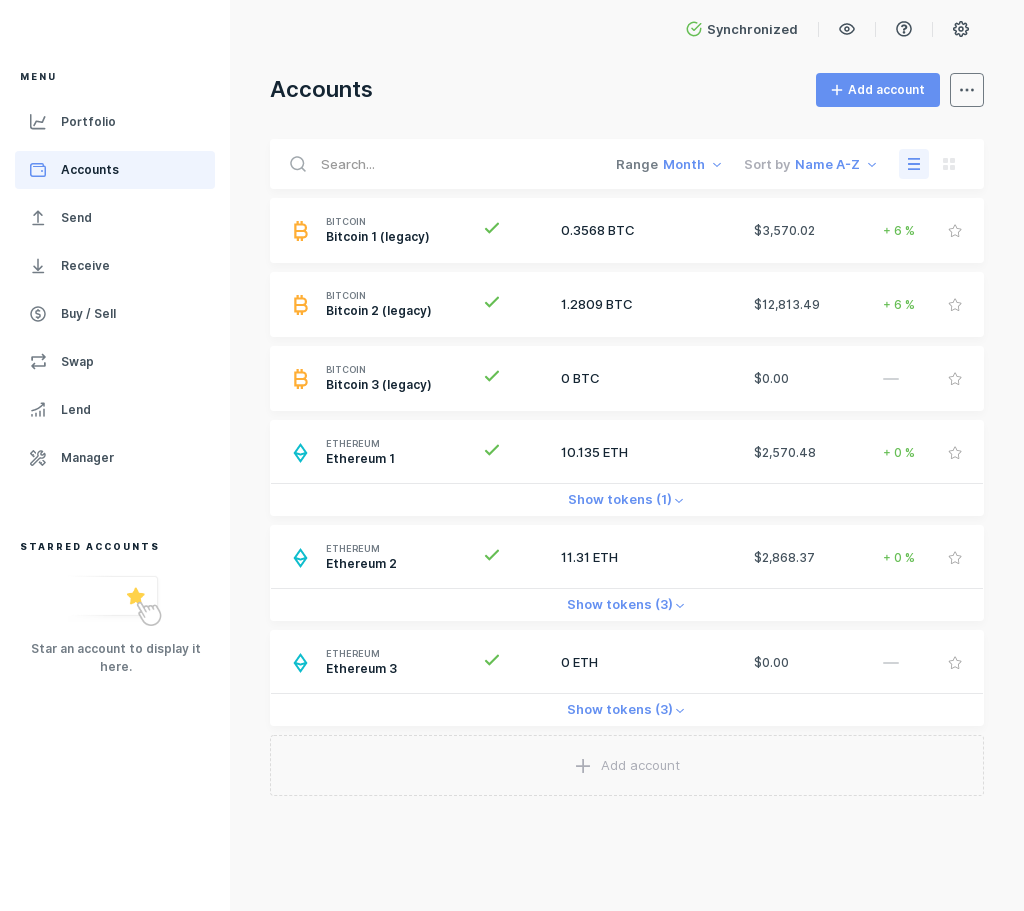 Synchronized
MENU
Portfolio
Accounts
Send
Receive
Buy / Sell
Swap
Lend
Manager
STARRED ACCOUNTS
Star an account to display it
here.
Accounts
+ Add account
Search...
Range Month
Sort by Name A-Z
BITCOIN
Bitcoin 1 (legacy)
0.3568 BTC
$3,570.02
+ 6 %
BITCOIN
Bitcoin 2 (legacy)
1.2809 BTC
$12,813.49
+ 6 %
BITCOIN
Bitcoin 3 (legacy)
0 BTC
$0.00
—
ETHEREUM
Ethereum 1
10.135 ETH
$2,570.48
+ 0 %
Show tokens (1)
ETHEREUM
Ethereum 2
11.31 ETH
$2,868.37
+ 0 %
Show tokens (3)
ETHEREUM
Ethereum 3
0 ETH
$0.00
—
Show tokens (3)
+ Add account